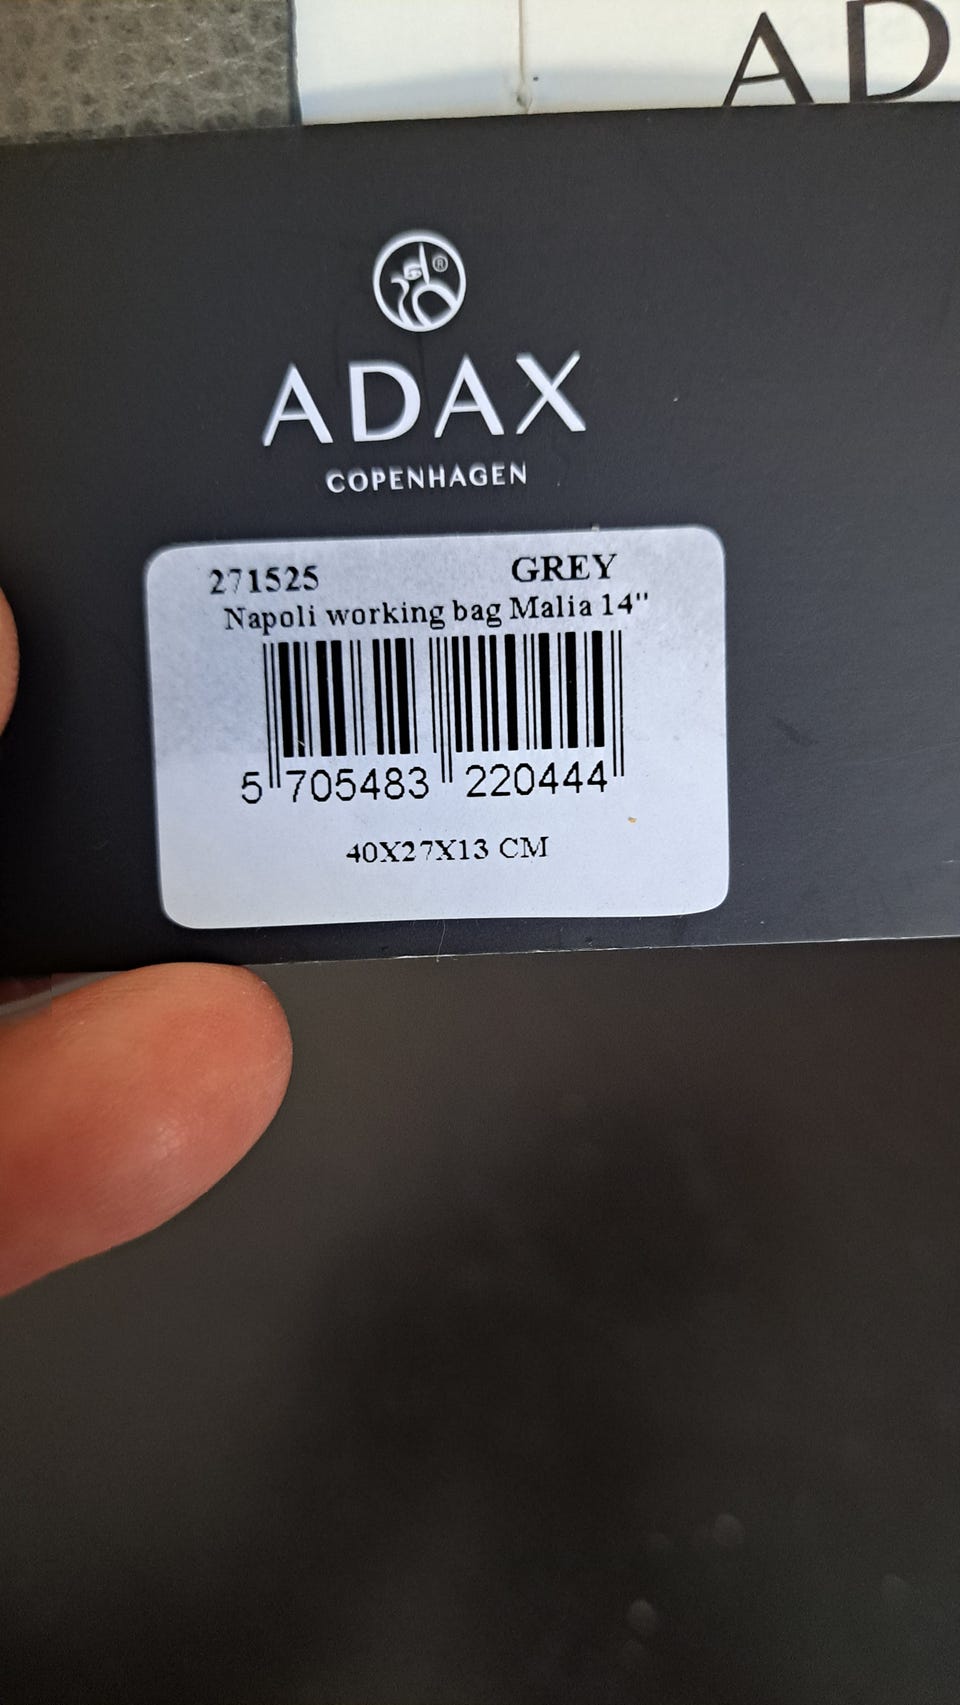 AD
®
ADAX
COPENHAGEN
271525 GREY
Napoli working bag Malia 14"
5 705483 220444
40X27X13 CM